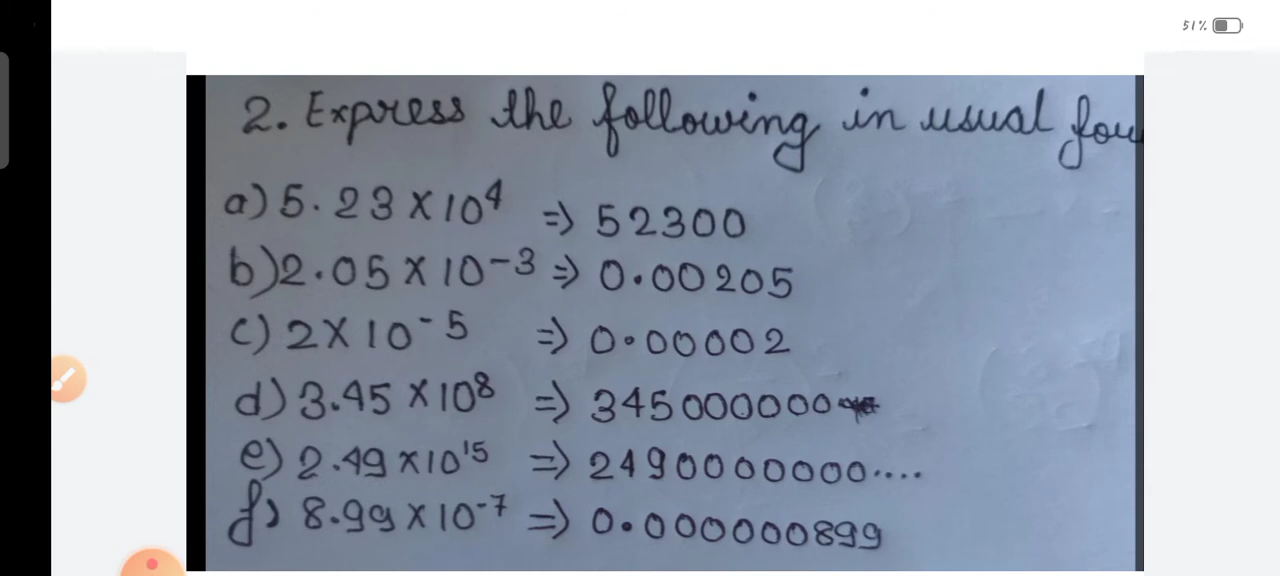 51%
2. Express the following in usual
a) 5.23 X 10⁴ => 52300
b) 2.05 X 10⁻³ => 0.00205
c) 2 X 10⁻⁵ => 0.00002
d) 3.45 X 10⁸ => 345000000
e) 2.49 X 10¹⁵ => 2490000000....
f) 8.99 X 10⁻⁷ => 0.000000899